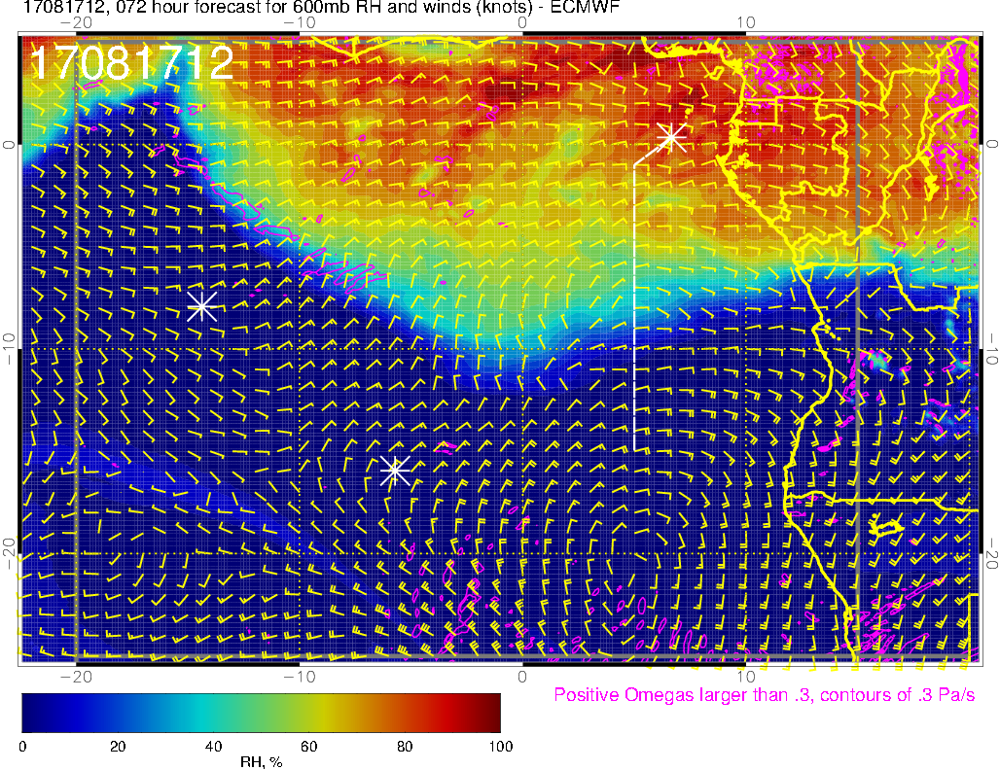 17081712, 072 hour forecast for 600mb RH and winds (knots) - ECMWF
−20 −10 0 10
17081712
0 0
−10 −10
−20 −20
−20 −10 0 10
Positive Omegas larger than .3, contours of .3 Pa/s
0 20 40 60 80 100
RH, %